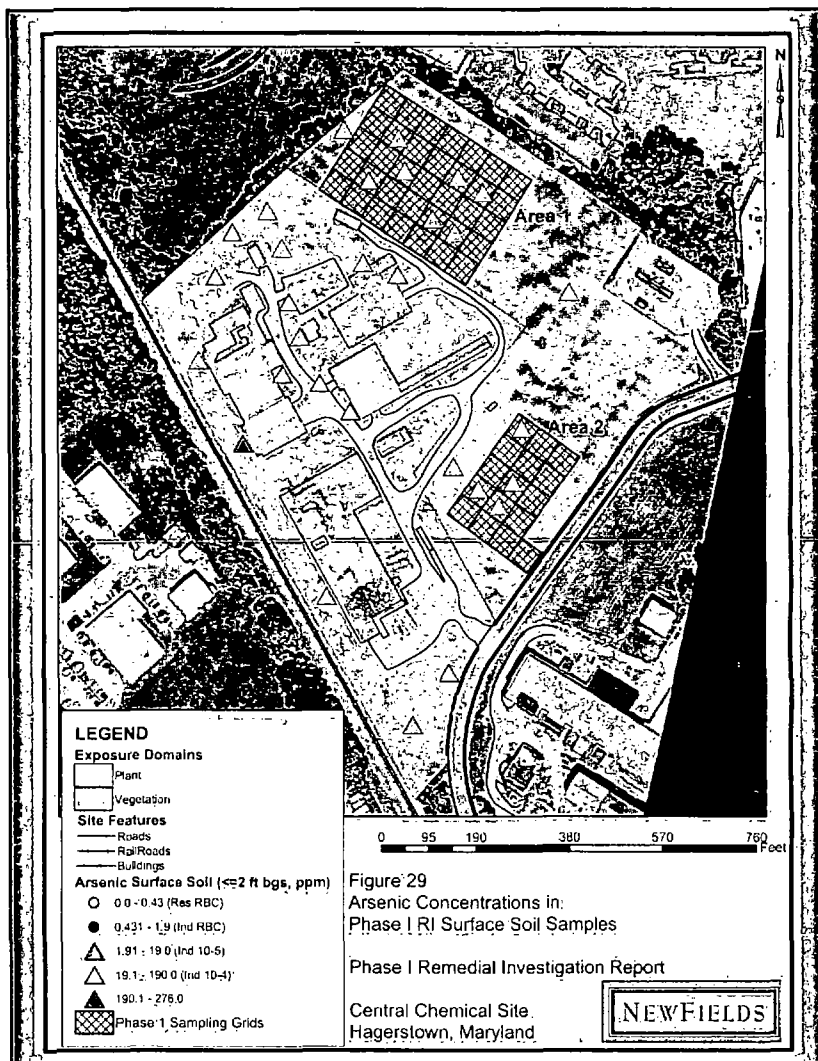 N
Area 1
Area 2
LEGEND
Exposure Domains
Plant
Vegetation
Site Features
Roads
RailRoads
Buildings
Arsenic Surface Soil (<=2 ft bgs, ppm)
0.0 - 0.43 (Res RBC)
0.431 - 1.9 (Ind RBC)
1.91 - 19.0 (Ind 10-5)
19.1 - 190.0 (Ind 10-4)
190.1 - 276.0
Phase 1 Sampling Grids
0 95 190 380 570 760
Feet
Figure 29
Arsenic Concentrations in
Phase I RI Surface Soil Samples
Phase I Remedial Investigation Report
Central Chemical Site
Hagerstown, Maryland
NEWFIELDS